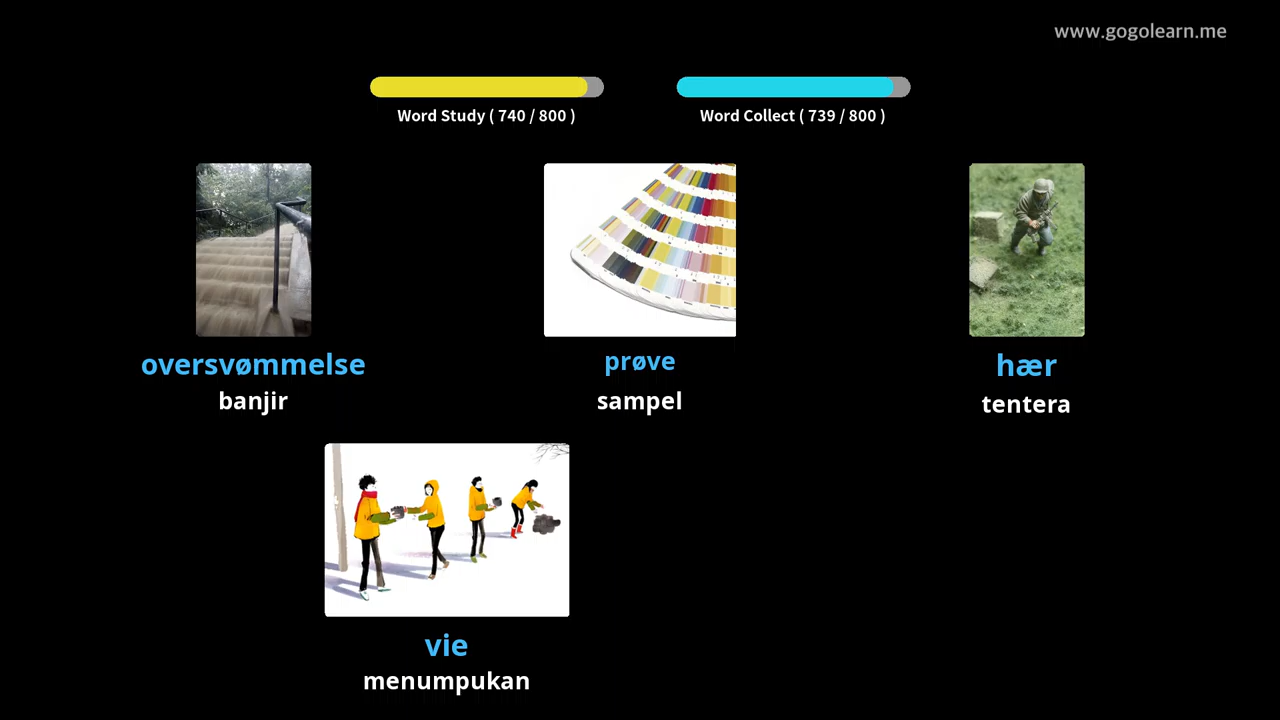 www.gogolearn.me
Word Study ( 740 / 800 )
Word Collect ( 739 / 800 )
oversvømmelse
banjir
prøve
sampel
hær
tentera
vie
menumpukan